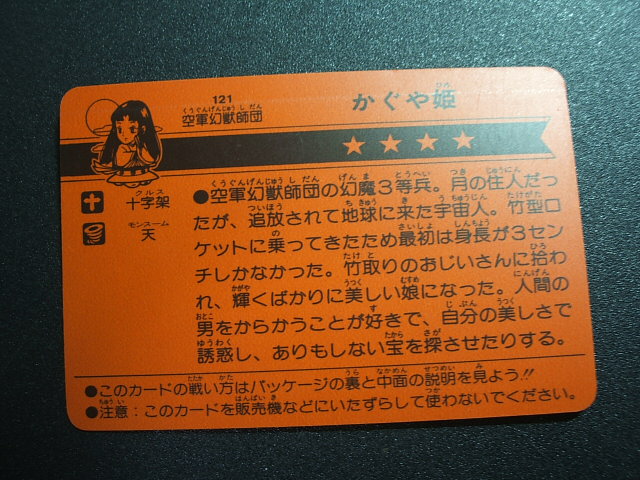 121
空軍幻獣師団
かぐや姫
十字架
天
●空軍幻獣師団の幻魔3等兵。月の住人だっ
たが、追放されて地球に来た宇宙人。竹型ロ
ケットに乗ってきたため最初は身長が3セン
チしかなかった。竹取りのおじいさんに拾わ
れ、輝くばかりに美しい娘になった。人間の
男をからかうことが好きで、自分の美しさで
誘惑し、ありもしない宝を探させたりする。
●このカードの戦い方はパッケージの裏と中面の説明を見よう!!
●注意：このカードを販売機などにいたずらして使わないでください。